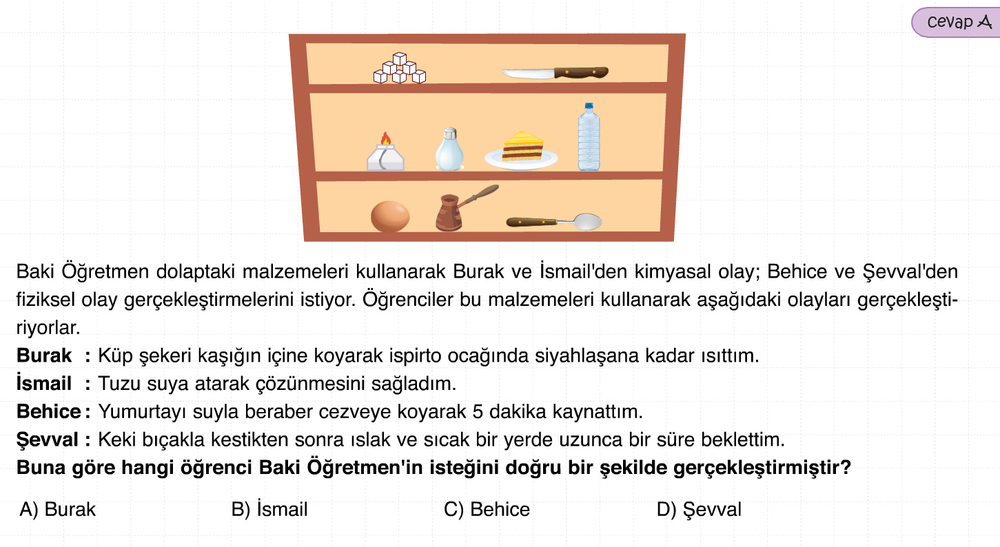 cevap A
Baki Öğretmen dolaptaki malzemeleri kullanarak Burak ve İsmail'den kimyasal olay; Behice ve Şevval'den
fiziksel olay gerçekleştirmelerini istiyor. Öğrenciler bu malzemeleri kullanarak aşağıdaki olayları gerçekleşti-
riyorlar.
Burak : Küp şekeri kaşığın içine koyarak ispirto ocağında siyahlaşana kadar ısıttım.
İsmail : Tuzu suya atarak çözünmesini sağladım.
Behice : Yumurtayı suyla beraber cezveye koyarak 5 dakika kaynattım.
Şevval : Keki bıçakla kestikten sonra ıslak ve sıcak bir yerde uzunca bir süre beklettim.
Buna göre hangi öğrenci Baki Öğretmen'in isteğini doğru bir şekilde gerçekleştirmiştir?
A) Burak B) İsmail C) Behice D) Şevval